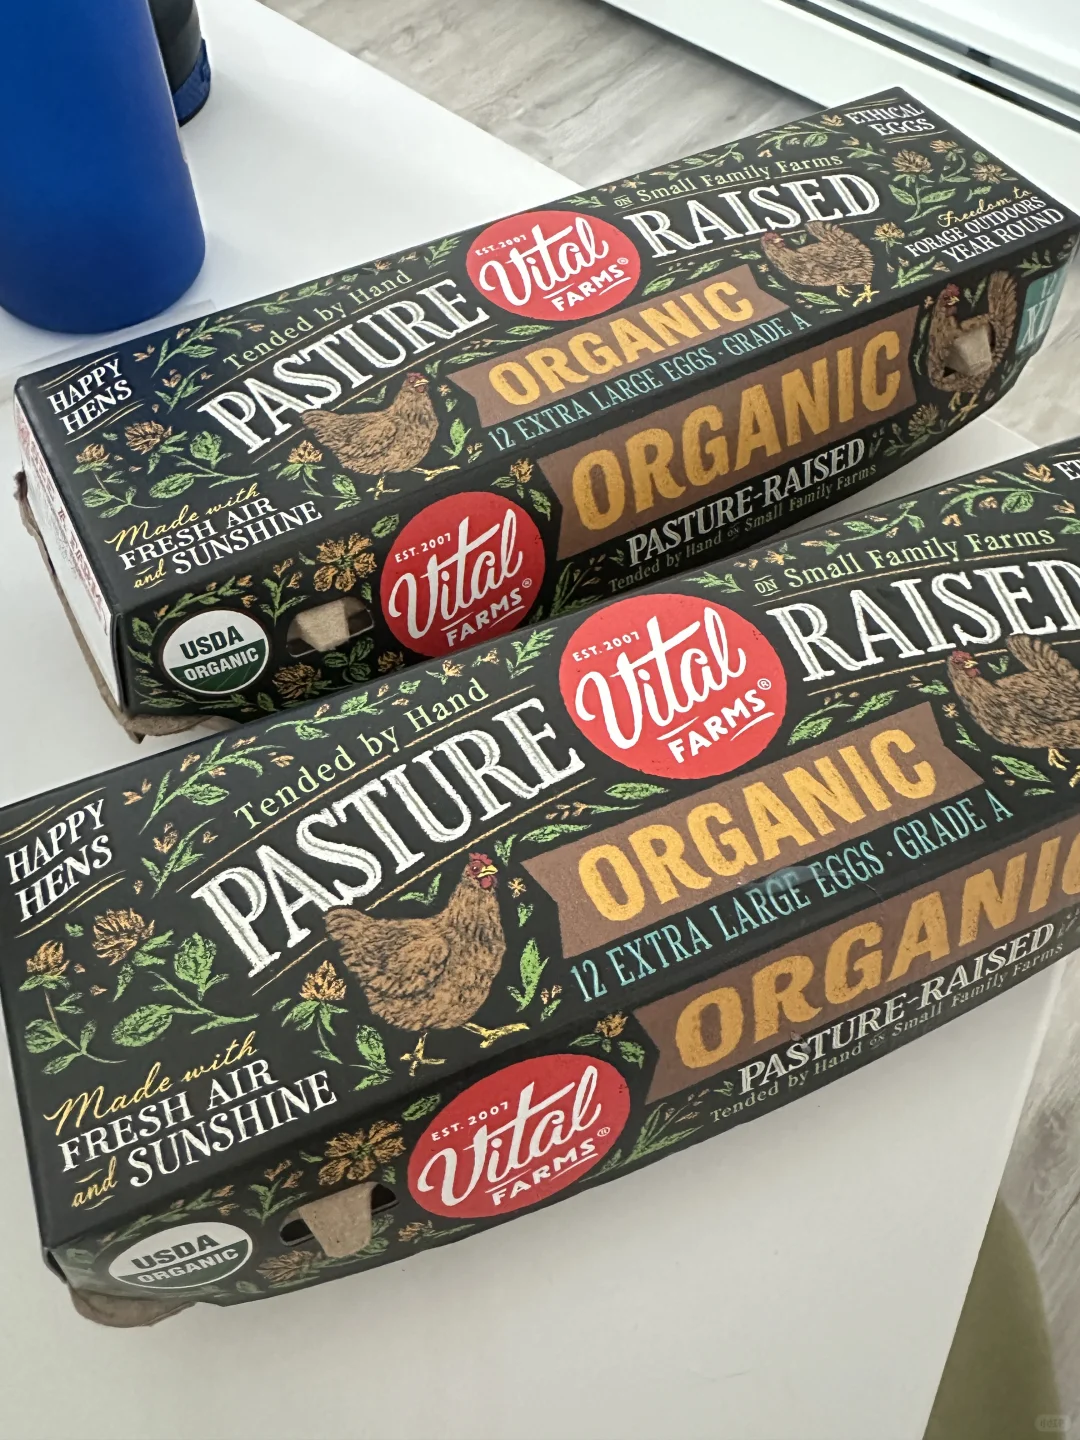 ETHICAL
EGGS
ON Small Family Farms
RAISED
Freedom to
FORAGE OUTDOORS
YEAR ROUND
EST. 2007
Vital
FARMS®
Tended by Hand
PASTURE
HAPPY
HENS
ORGANIC
12 EXTRA LARGE EGGS · GRADE A
Made with
FRESH AIR
and SUNSHINE
ORGANIC
PASTURE-RAISED
Tended by Hand on Small Family Farms
EST. 2007
Vital
FARMS®
USDA
ORGANIC
ON Small Family Farms
RAISED
EST. 2007
Vital
FARMS®
Tended by Hand
PASTURE
HAPPY
HENS
ORGANIC
12 EXTRA LARGE EGGS · GRADE A
Made with
FRESH AIR
and SUNSHINE
ORGANIC
PASTURE-RAISED
Tended by Hand on Small Family Farms
EST. 2007
Vital
FARMS®
USDA
ORGANIC